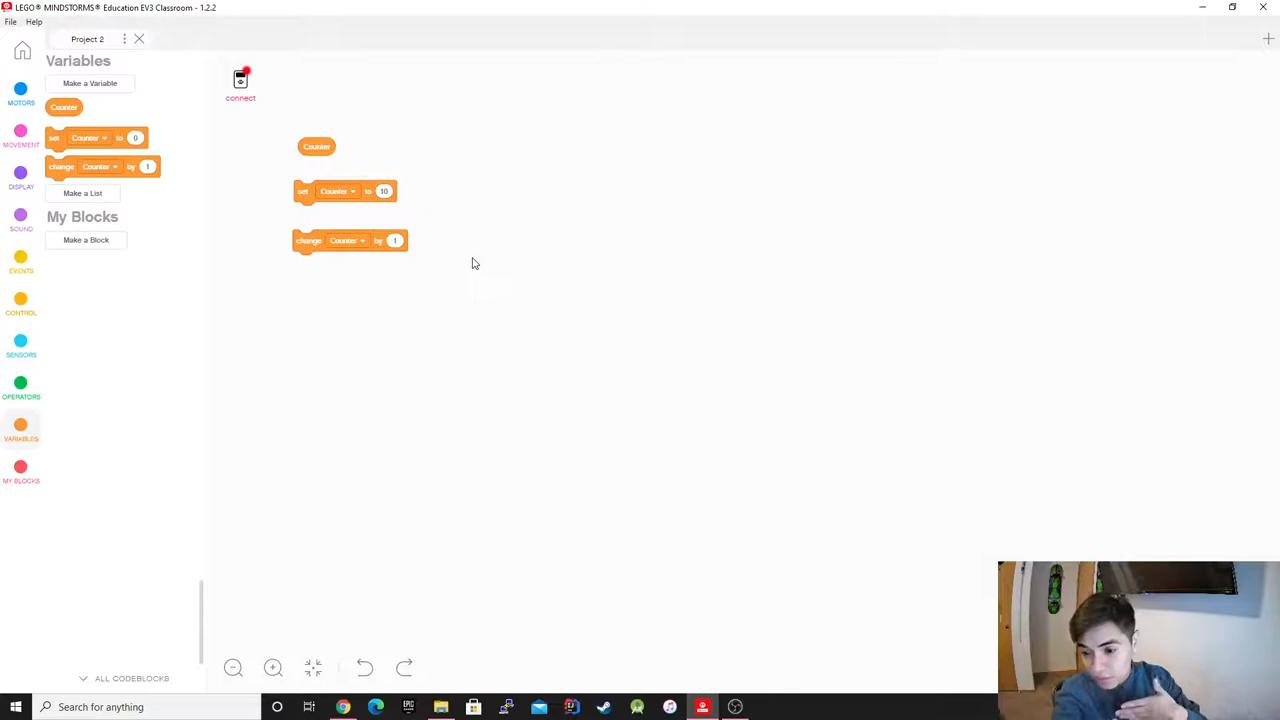 LEGO® MINDSTORMS® Education EV3 Classroom - 1.2.2
File Help
Project 2
Variables
Make a Variable
Counter
set Counter to 0
change Counter by 1
Make a List
My Blocks
Make a Block
MOTORS
MOVEMENT
DISPLAY
SOUND
EVENTS
CONTROL
SENSORS
OPERATORS
VARIABLES
MY BLOCKS
ALL CODEBLOCKS
connect
Counter
set Counter to 10
change Counter by 1
Search for anything
EPIC